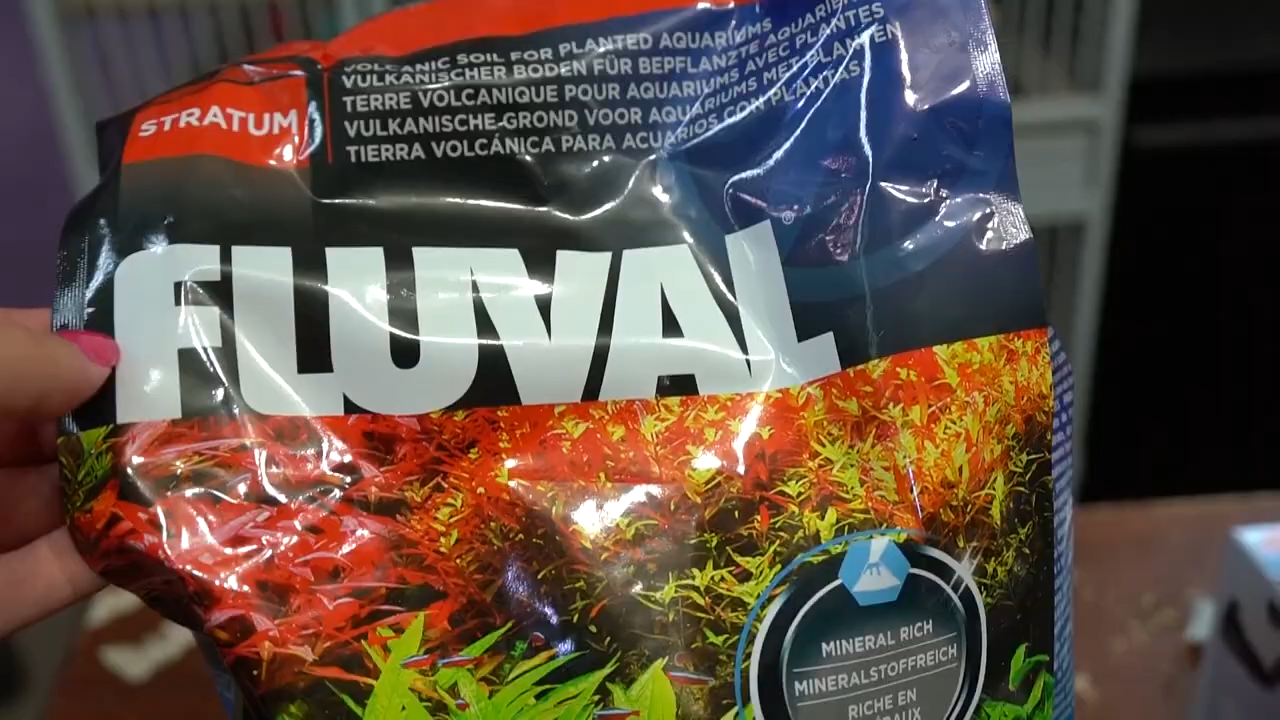 VOLCANIC SOIL FOR PLANTED AQUARIUMS
VULKANISCHER BODEN FÜR BEPFLANZTE AQUARIEN
TERRE VOLCANIQUE POUR AQUARIUMS AVEC PLANTES
VULKANISCHE GROND VOOR AQUARIUMS MET PLANTEN
TIERRA VOLCÁNICA PARA ACUARIOS CON PLANTAS
STRATUM
FLUVAL®
MINERAL RICH
MINERALSTOFFREICH
RICHE EN